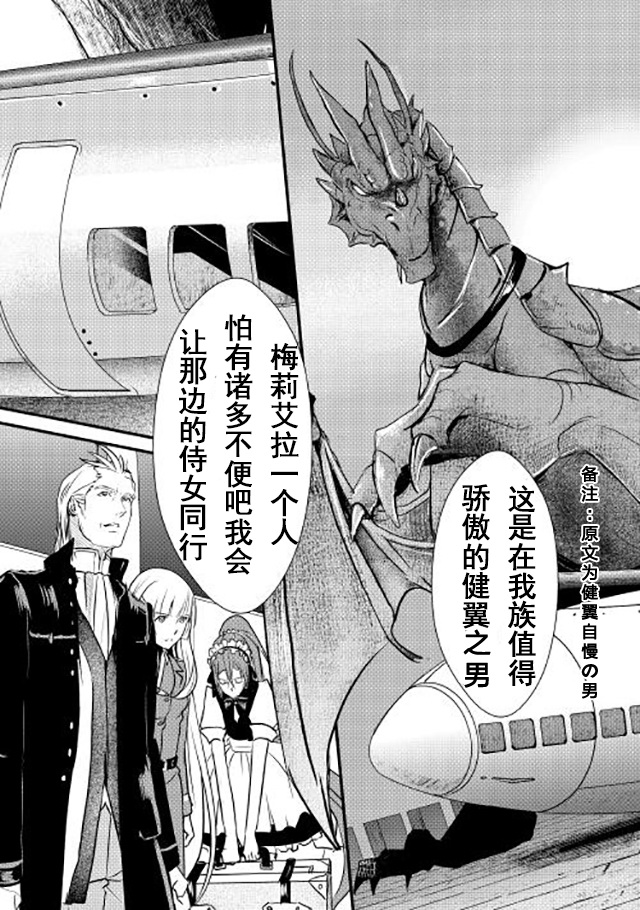 备注：原文为健翼自慢の男
这是在我族值得
骄傲的健翼之男
梅莉艾拉一个人
怕有诸多不便吧我会
让那边的侍女同行